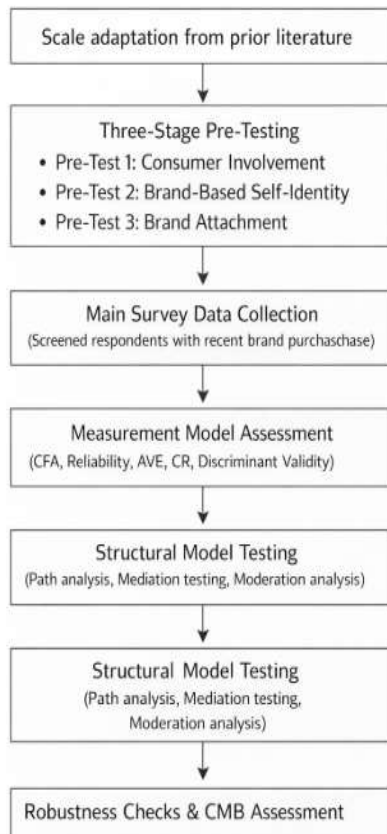 Scale adaptation from prior literature
Three-Stage Pre-Testing
• Pre-Test 1: Consumer Involvement
• Pre-Test 2: Brand-Based Self-Identity
• Pre-Test 3: Brand Attachment
Main Survey Data Collection
(Screened respondents with recent brand purchaschase)
Measurement Model Assessment
(CFA, Reliability, AVE, CR, Discriminant Validity)
Structural Model Testing
(Path analysis, Mediation testing, Moderation analysis)
Structural Model Testing
(Path analysis, Mediation testing,
Moderation analysis)
Robustness Checks & CMB Assessment